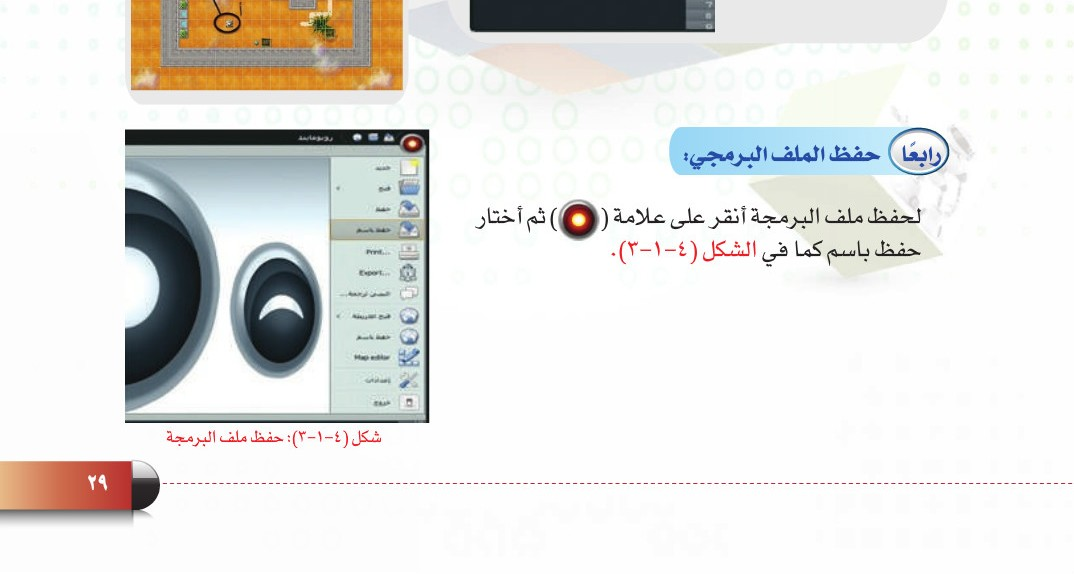 رابعًا حفظ الملف البرمجي:
لحفظ ملف البرمجة أنقر على علامة ( ) ثم أختار
حفظ باسم كما في الشكل (٤-١-٣).
روبومايند
جديد
فتح
حفظ
حفظ باسم
Print...
Export...
فتح الخريطة
حفظ باسم
Map editor
إعدادات
خروج
شكل (٤-١-٣): حفظ ملف البرمجة
٢٩